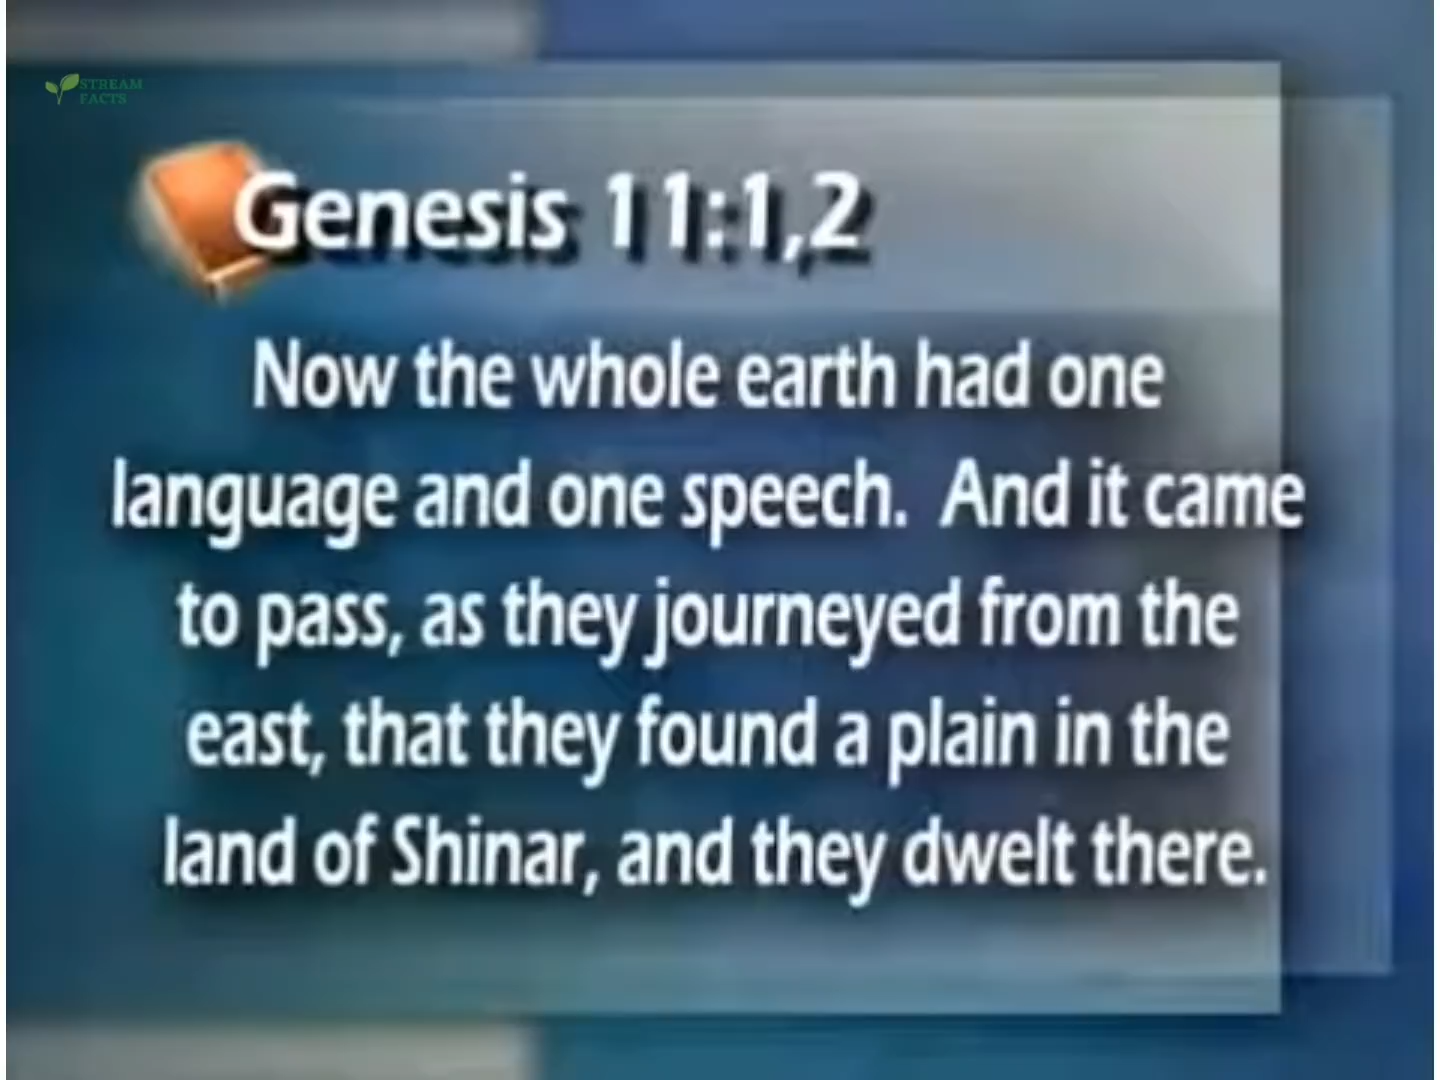 STREAM
FACTS
Genesis 11:1,2
Now the whole earth had one
language and one speech.  And it came
to pass, as they journeyed from the
east, that they found a plain in the
land of Shinar, and they dwelt there.